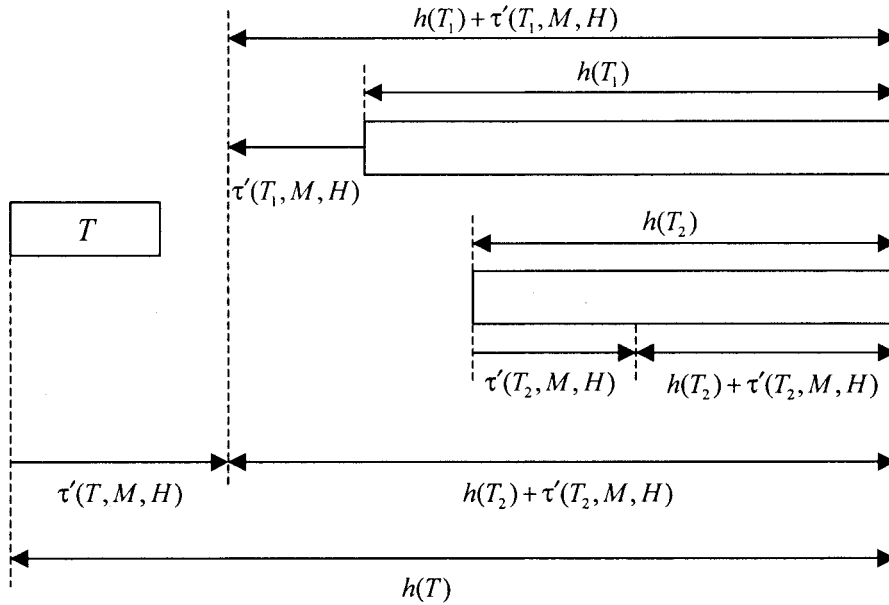 h(T₁) + τ′(T₁, M, H)
h(T₁)
τ′(T₁, M, H)
T
h(T₂)
τ′(T₂, M, H) h(T₂) + τ′(T₂, M, H)
τ′(T, M, H) h(T₂) + τ′(T₂, M, H)
h(T)